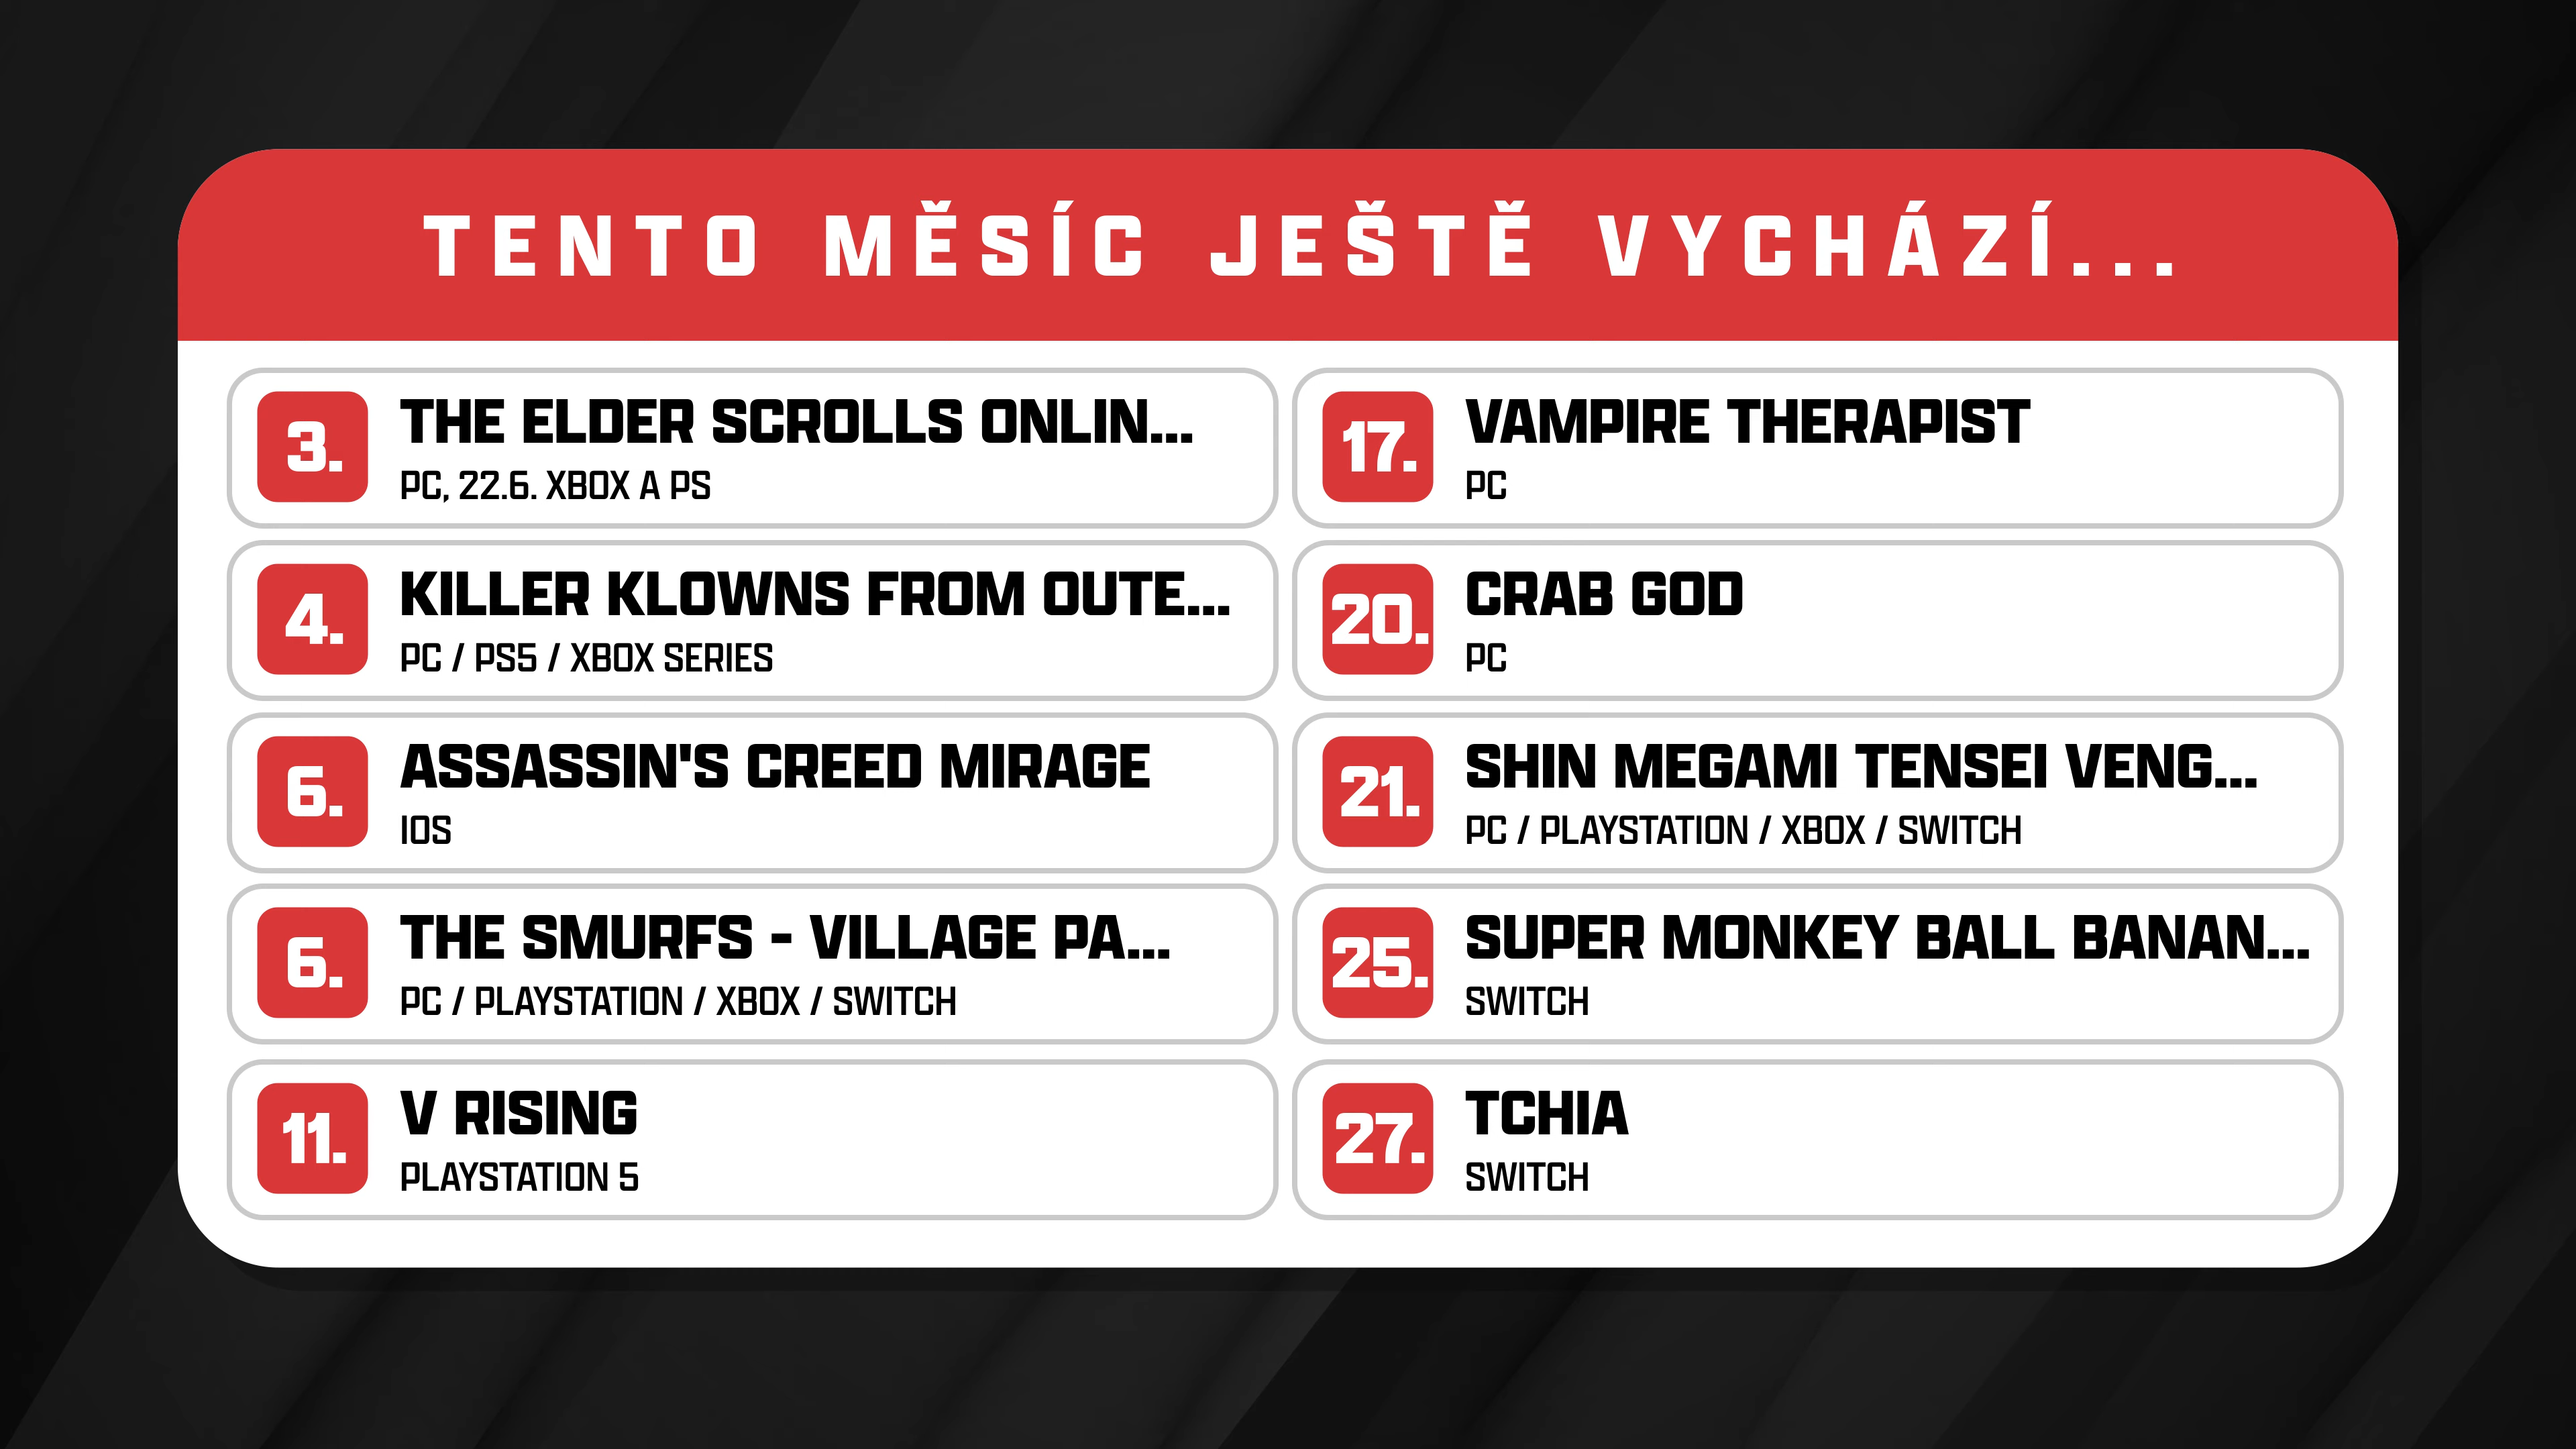 TENTO MĚSÍC JEŠTĚ VYCHÁZÍ...
3.
THE ELDER SCROLLS ONLIN...
PC, 22.6. XBOX A PS
4.
KILLER KLOWNS FROM OUTE...
PC / PS5 / XBOX SERIES
6.
ASSASSIN'S CREED MIRAGE
IOS
6.
THE SMURFS - VILLAGE PA...
PC / PLAYSTATION / XBOX / SWITCH
11.
V RISING
PLAYSTATION 5
17.
VAMPIRE THERAPIST
PC
20.
CRAB GOD
PC
21.
SHIN MEGAMI TENSEI VENG...
PC / PLAYSTATION / XBOX / SWITCH
25.
SUPER MONKEY BALL BANAN...
SWITCH
27.
TCHIA
SWITCH